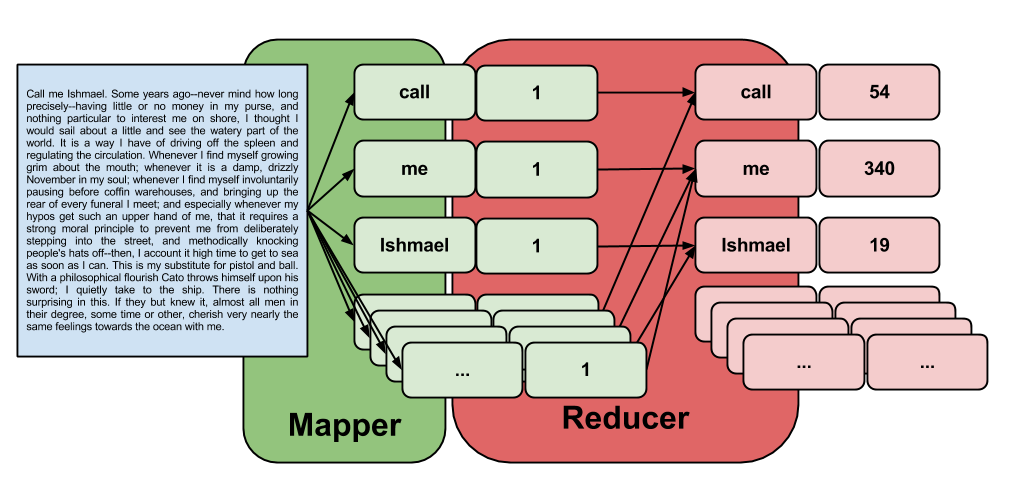 Call me Ishmael. Some years ago--never mind how long
precisely--having little or no money in my purse, and
nothing particular to interest me on shore, I thought I
would sail about a little and see the watery part of the
world. It is a way I have of driving off the spleen and
regulating the circulation. Whenever I find myself growing
grim about the mouth; whenever it is a damp, drizzly
November in my soul; whenever I find myself involuntarily
pausing before coffin warehouses, and bringing up the
rear of every funeral I meet; and especially whenever my
hypos get such an upper hand of me, that it requires a
strong moral principle to prevent me from deliberately
stepping into the street, and methodically knocking
people's hats off--then, I account it high time to get to sea
as soon as I can. This is my substitute for pistol and ball.
With a philosophical flourish Cato throws himself upon his
sword; I quietly take to the ship. There is nothing
surprising in this. If they but knew it, almost all men in
their degree, some time or other, cherish very nearly the
same feelings towards the ocean with me.
call 1 call 54
me 1 me 340
Ishmael 1 Ishmael 19
... 1 ... ...
Mapper Reducer